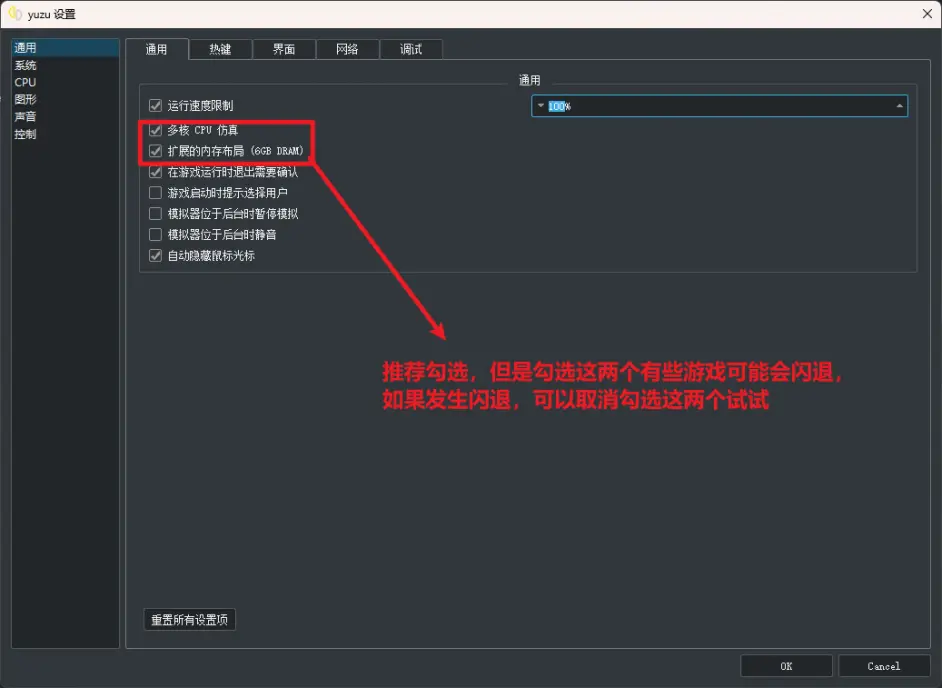 yuzu 设置
通用
系统
CPU
图形
声音
控制
通用
热键
界面
网络
调试
通用
运行速度限制
100%
多核 CPU 仿真
扩展的内存布局 (6GB DRAM)
在游戏运行时退出需要确认
游戏启动时提示选择用户
模拟器位于后台时暂停模拟
模拟器位于后台时静音
自动隐藏鼠标光标
推荐勾选，但是勾选这两个有些游戏可能会闪退，
如果发生闪退，可以取消勾选这两个试试
重置所有设置项
OK
Cancel